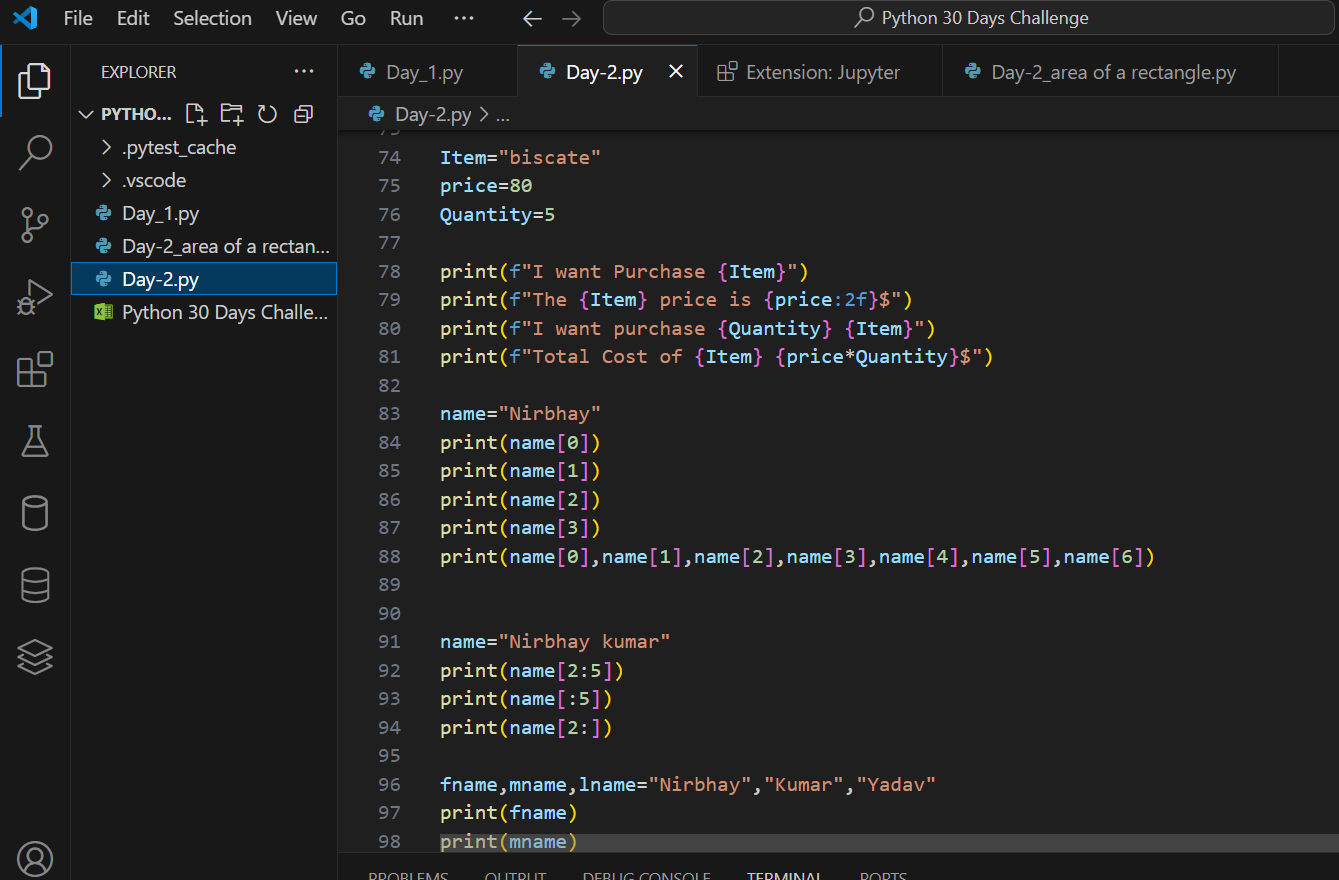 File Edit Selection View Go Run ... Python 30 Days Challenge
EXPLORER ...
PYTHO...
.pytest_cache
.vscode
Day_1.py
Day-2_area of a rectan...
Day-2.py
Python 30 Days Challe...
Day_1.py Day-2.py Extension: Jupyter Day-2_area of a rectangle.py
Day-2.py > ...
74 Item="biscate"
75 price=80
76 Quantity=5
77
78 print(f"I want Purchase {Item}")
79 print(f"The {Item} price is {price:2f}$")
80 print(f"I want purchase {Quantity} {Item}")
81 print(f"Total Cost of {Item} {price*Quantity}$")
82
83 name="Nirbhay"
84 print(name[0])
85 print(name[1])
86 print(name[2])
87 print(name[3])
88 print(name[0],name[1],name[2],name[3],name[4],name[5],name[6])
89
90
91 name="Nirbhay kumar"
92 print(name[2:5])
93 print(name[:5])
94 print(name[2:])
95
96 fname,mname,lname="Nirbhay","Kumar","Yadav"
97 print(fname)
98 print(mname)
PROBLEMS OUTPUT DEBUG CONSOLE TERMINAL PORTS